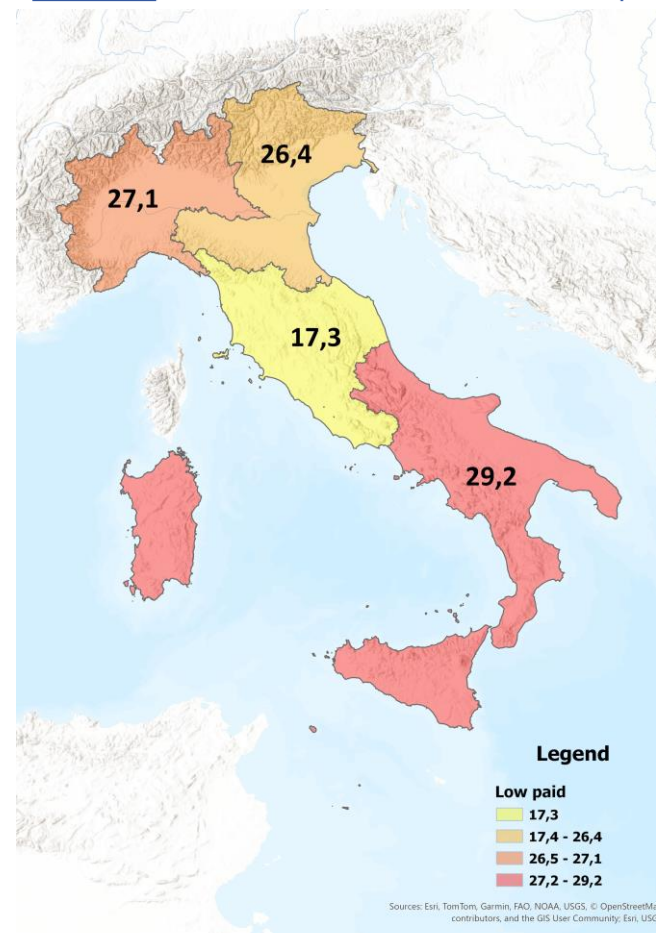 26,4
27,1
17,3
29,2
Legend
Low paid
17,3
17,4 - 26,4
26,5 - 27,1
27,2 - 29,2
Sources: Esri, TomTom, Garmin, FAO, NOAA, USGS, © OpenStreetMa
contributors, and the GIS User Community; Esri, USG